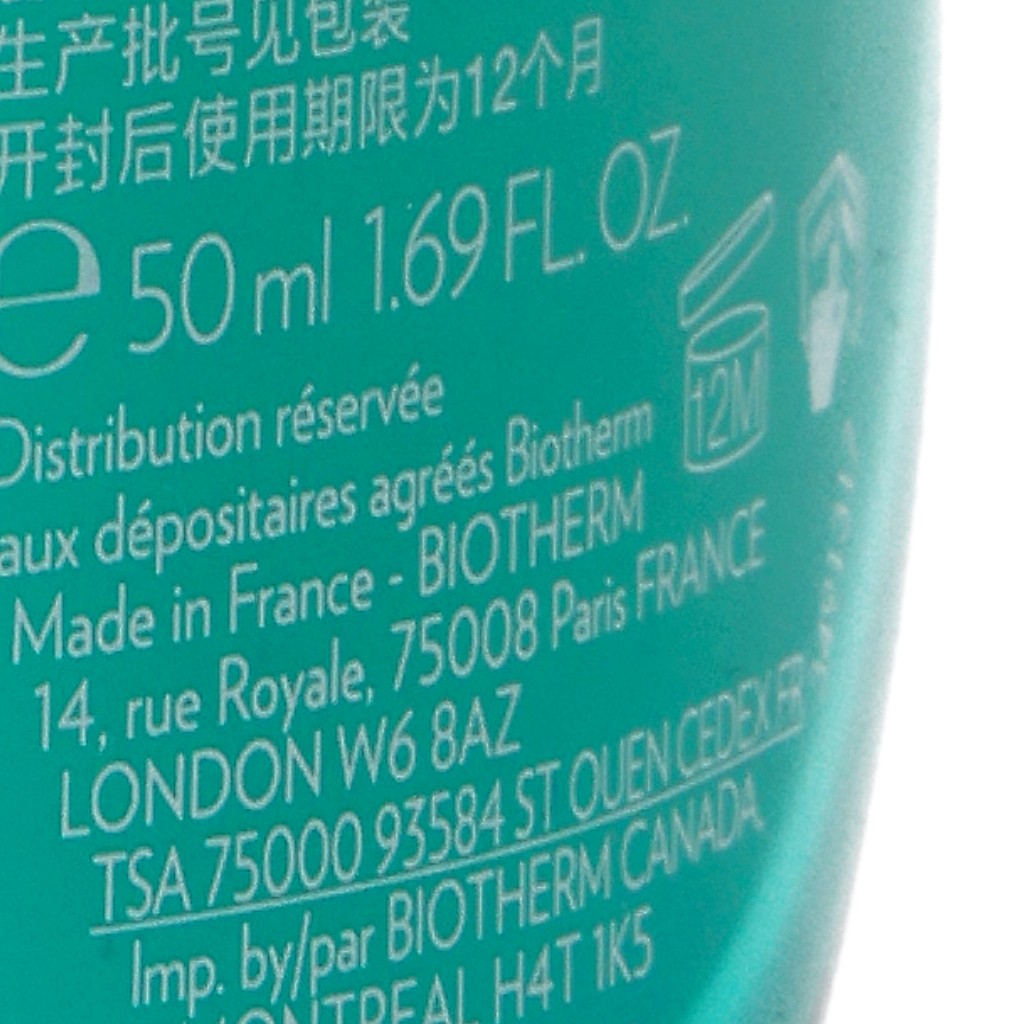 生产批号见包装
开封后使用期限为12个月
e 50 ml 1.69 FL. OZ.
12M
Distribution réservée
aux dépositaires agréés Biotherm
Made in France - BIOTHERM
14, rue Royale, 75008 Paris FRANCE
LONDON W6 8AZ
TSA 75000 93584 ST OUEN CEDEX FR
Imp. by/par BIOTHERM CANADA
MONTREAL H4T 1K5